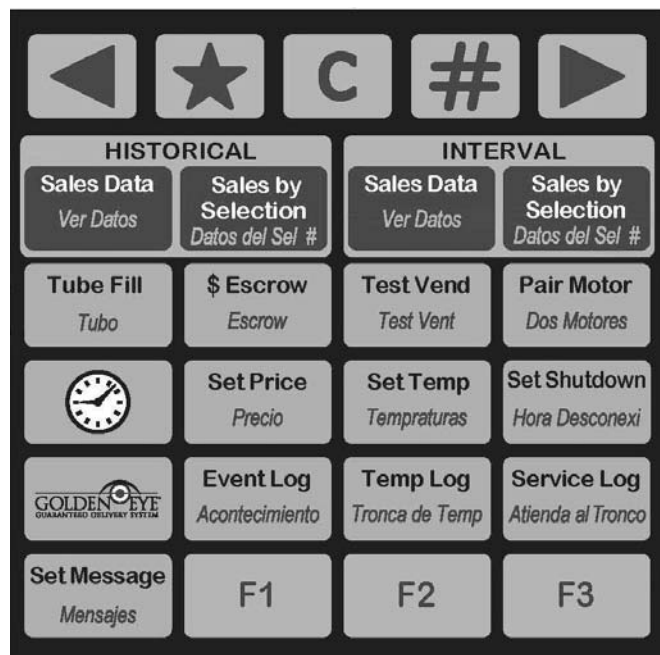 C #
HISTORICAL
INTERVAL
Sales Data
Ver Datos
Sales by
Selection
Datos del Sel #
Sales Data
Ver Datos
Sales by
Selection
Datos del Sel #
Tube Fill
Tubo
$ Escrow
Escrow
Test Vend
Test Vent
Pair Motor
Dos Motores
Set Price
Precio
Set Temp
Tempraturas
Set Shutdown
Hora Desconexi
GOLDEN EYE
GUARANTEED DELIVERY SYSTEM
Event Log
Acontecimiento
Temp Log
Tronca de Temp
Service Log
Atienda al Tronco
Set Message
Mensajes
F1
F2
F3